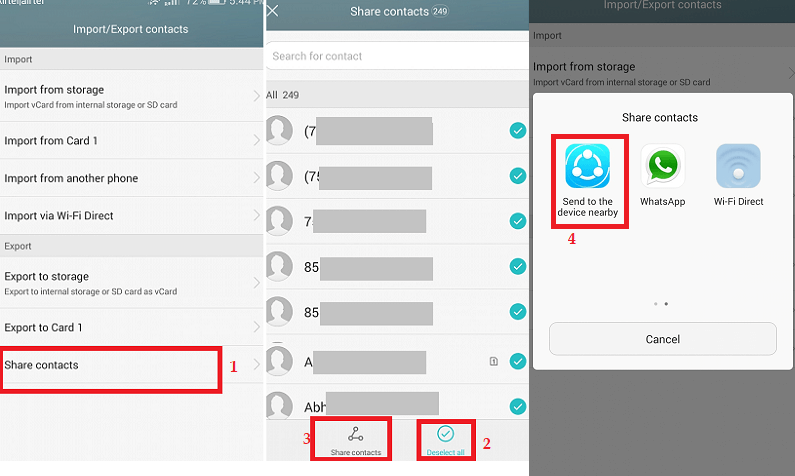 72% 5:44 PM
Import/Export contacts
Import
Import from storage
Import vCard from internal storage or SD card
Import from Card 1
Import from another phone
Import via Wi-Fi Direct
Export
Export to storage
Export to internal storage or SD card as vCard
Export to Card 1
Share contacts
1
Share contacts 249
Search for contact
All 249
(7
(75
7
85
85
A
1
Abh
3
Share contacts
Deselect all
2
Import/Export contacts
Import
Import from storage
Import vCard from internal storage or SD card
Share contacts
Send to the
device nearby
WhatsApp
Wi-Fi Direct
4
Cancel